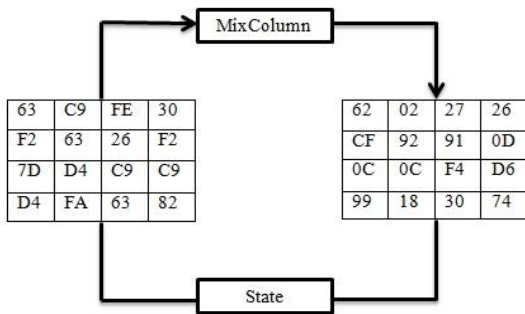 MixColumn
63 C9 FE 30
F2 63 26 F2
7D D4 C9 C9
D4 FA 63 82
62 02 27 26
CF 92 91 0D
0C 0C F4 D6
99 18 30 74
State